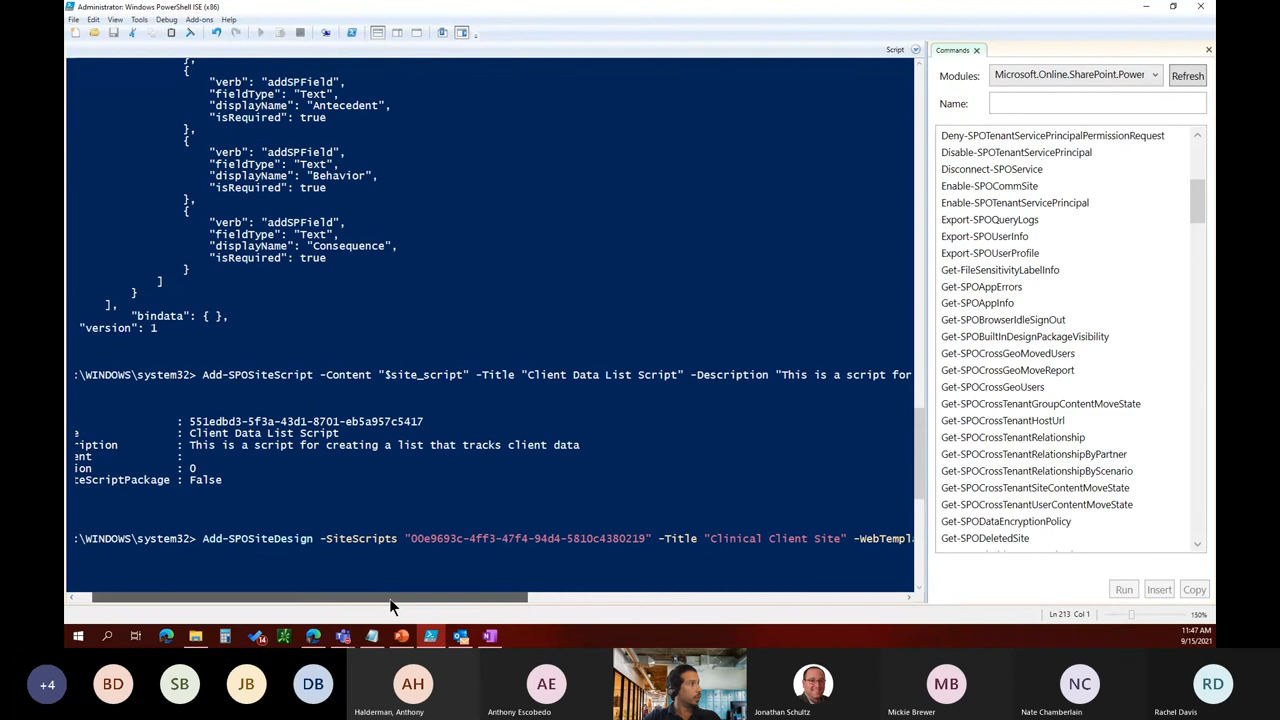 Administrator: Windows PowerShell ISE (x86)
File Edit View Tools Debug Add-ons Help
Script
},
{
"verb": "addSPField",
"fieldType": "Text",
"displayName": "Antecedent",
"isRequired": true
},
{
"verb": "addSPField",
"fieldType": "Text",
"displayName": "Behavior",
"isRequired": true
},
{
"verb": "addSPField",
"fieldType": "Text",
"displayName": "Consequence",
"isRequired": true
}
]
}
],
"bindata": { },
"version": 1
:\WINDOWS\system32> Add-SPOSiteScript -Content "$site_script" -Title "Client Data List Script" -Description "This is a script for
: 551edbd3-5f3a-43d1-8701-eb5a957c5417
e : Client Data List Script
ription : This is a script for creating a list that tracks client data
ent :
ion : 0
teScriptPackage : False
:\WINDOWS\system32> Add-SPOSiteDesign -SiteScripts "00e9693c-4ff3-47f4-94d4-5810c4380219" -Title "Clinical Client Site" -WebTempla
Commands
Modules: Microsoft.Online.SharePoint.Power Refresh
Name:
Deny-SPOTenantServicePrincipalPermissionRequest
Disable-SPOTenantServicePrincipal
Disconnect-SPOService
Enable-SPOCommSite
Enable-SPOTenantServicePrincipal
Export-SPOQueryLogs
Export-SPOUserInfo
Export-SPOUserProfile
Get-FileSensitivityLabelInfo
Get-SPOAppErrors
Get-SPOAppInfo
Get-SPOBrowserIdleSignOut
Get-SPOBuiltInDesignPackageVisibility
Get-SPOCrossGeoMovedUsers
Get-SPOCrossGeoMoveReport
Get-SPOCrossGeoUsers
Get-SPOCrossTenantGroupContentMoveState
Get-SPOCrossTenantHostUrl
Get-SPOCrossTenantRelationship
Get-SPOCrossTenantRelationshipByPartner
Get-SPOCrossTenantRelationshipByScenario
Get-SPOCrossTenantSiteContentMoveState
Get-SPOCrossTenantUserContentMoveState
Get-SPODataEncryptionPolicy
Get-SPODeletedSite
Run Insert Copy
Ln 213 Col 1 150%
14
11:47 AM
9/15/2021
+4 BD SB JB DB AH AE MB NC RD
Halderman, Anthony Anthony Escobedo Jonathan Schultz Mickie Brewer Nate Chamberlain Rachel Davis